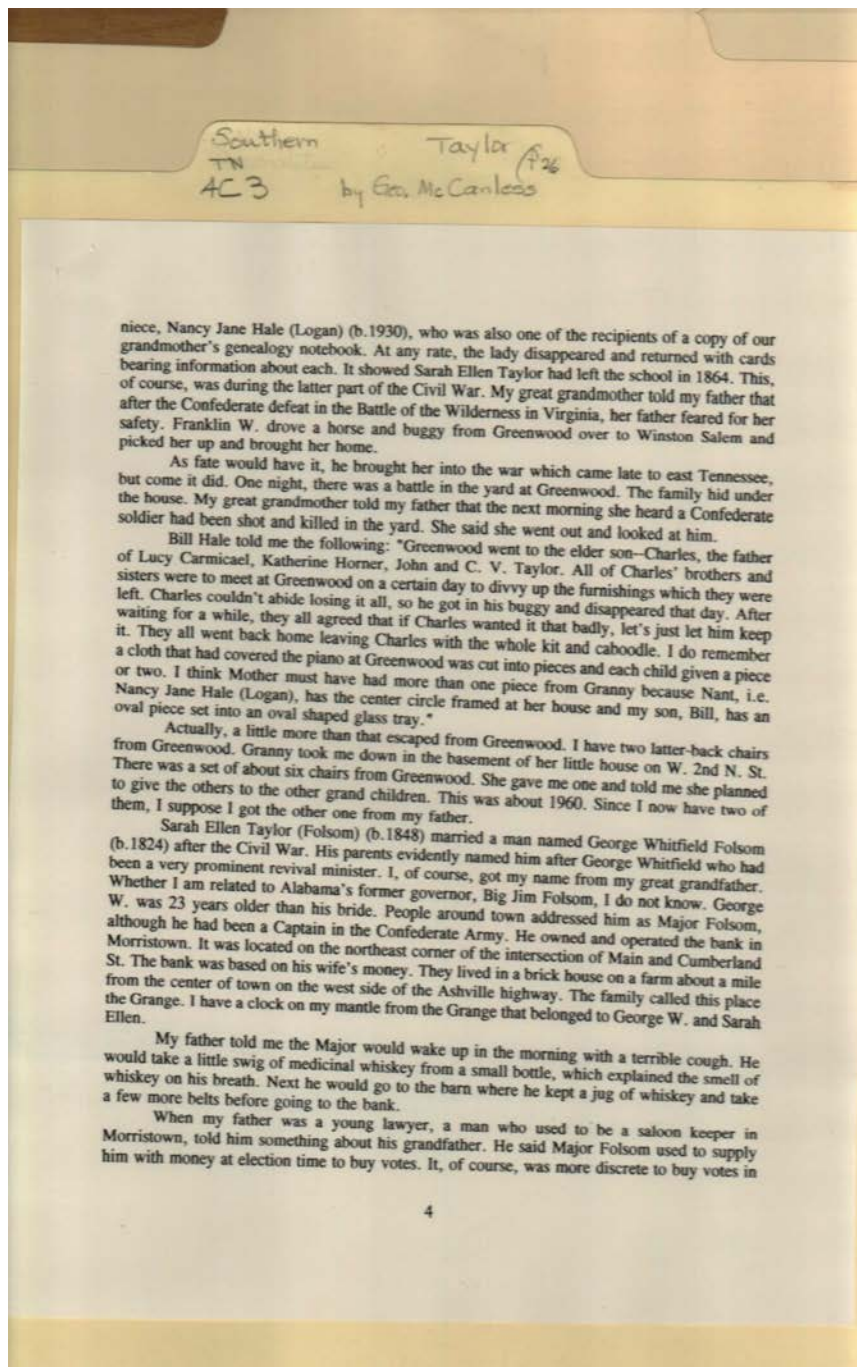 Southern Taylor
TN
4C3 by Geo. McCanless
niece, Nancy Jane Hale (Logan) (b.1930), who was also one of the recipients of a copy of our
grandmother's genealogy notebook. At any rate, the lady disappeared and returned with cards
bearing information about each. It showed Sarah Ellen Taylor had left the school in 1864. This,
of course, was during the latter part of the Civil War. My great grandmother told my father that
after the Confederate defeat in the Battle of the Wilderness in Virginia, her father feared for her
safety. Franklin W. drove a horse and buggy from Greenwood over to Winston Salem and
picked her up and brought her home.
As fate would have it, he brought her into the war which came late to east Tennessee,
but come it did. One night, there was a battle in the yard at Greenwood. The family hid under
the house. My great grandmother told my father that the next morning she heard a Confederate
soldier had been shot and killed in the yard. She said she went out and looked at him.
Bill Hale told me the following: "Greenwood went to the elder son--Charles, the father
of Lucy Carmicael, Katherine Horner, John and C. V. Taylor. All of Charles' brothers and
sisters were to meet at Greenwood on a certain day to divvy up the furnishings which they were
left. Charles couldn't abide losing it all, so he got in his buggy and disappeared that day. After
waiting for a while, they all agreed that if Charles wanted it that badly, let's just let him keep
it. They all went back home leaving Charles with the whole kit and caboodle. I do remember
a cloth that had covered the piano at Greenwood was cut into pieces and each child given a piece
or two. I think Mother must have had more than one piece from Granny because Nant, i.e.
Nancy Jane Hale (Logan), has the center circle framed at her house and my son, Bill, has an
oval piece set into an oval shaped glass tray."
Actually, a little more than that escaped from Greenwood. I have two latter-back chairs
from Greenwood. Granny took me down in the basement of her little house on W. 2nd N. St.
There was a set of about six chairs from Greenwood. She gave me one and told me she planned
to give the others to the other grand children. This was about 1960. Since I now have two of
them, I suppose I got the other one from my father.
Sarah Ellen Taylor (Folsom) (b.1848) married a man named George Whitfield Folsom
(b.1824) after the Civil War. His parents evidently named him after George Whitfield who had
been a very prominent revival minister. I, of course, got my name from my great grandfather.
Whether I am related to Alabama's former governor, Big Jim Folsom, I do not know. George
W. was 23 years older than his bride. People around town addressed him as Major Folsom,
although he had been a Captain in the Confederate Army. He owned and operated the bank in
Morristown. It was located on the northeast corner of the intersection of Main and Cumberland
St. The bank was based on his wife's money. They lived in a brick house on a farm about a mile
from the center of town on the west side of the Ashville highway. The family called this place
the Grange. I have a clock on my mantle from the Grange that belonged to George W. and Sarah
Ellen.
My father told me the Major would wake up in the morning with a terrible cough. He
would take a little swig of medicinal whiskey from a small bottle, which explained the smell of
whiskey on his breath. Next he would go to the barn where he kept a jug of whiskey and take
a few more belts before going to the bank.
When my father was a young lawyer, a man who used to be a saloon keeper in
Morristown, told him something about his grandfather. He said Major Folsom used to supply
him with money at election time to buy votes. It, of course, was more discrete to buy votes in
4